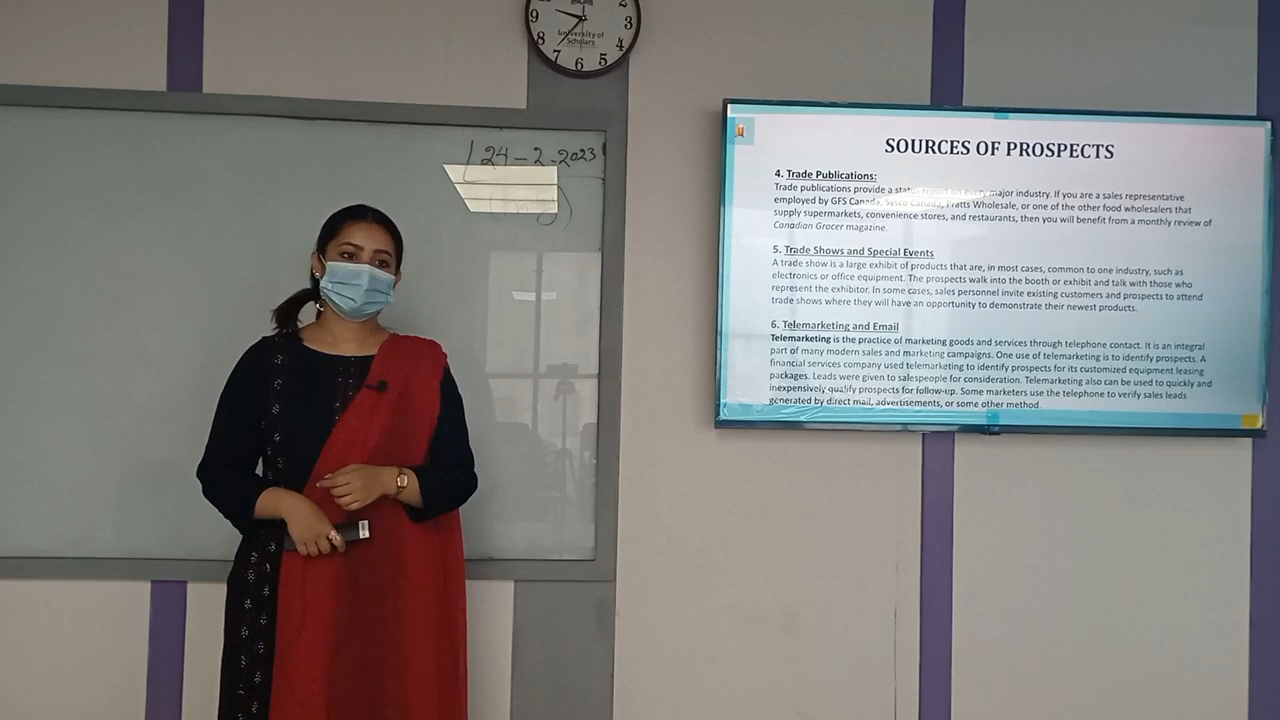 2
9
3
8
4
7
6
5
University of
Scholars
24-2-2023
SOURCES OF PROSPECTS
4. Trade Publications:
Trade publications provide a status report on every major industry. If you are a sales representative
employed by GFS Canada, Sysco Canada, Pratts Wholesale, or one of the other food wholesalers that
supply supermarkets, convenience stores, and restaurants, then you will benefit from a monthly review of
Canadian Grocer magazine.
5. Trade Shows and Special Events
A trade show is a large exhibit of products that are, in most cases, common to one industry, such as
electronics or office equipment. The prospects walk into the booth or exhibit and talk with those who
represent the exhibitor. In some cases, sales personnel invite existing customers and prospects to attend
trade shows where they will have an opportunity to demonstrate their newest products.
6. Telemarketing and Email
Telemarketing is the practice of marketing goods and services through telephone contact. It is an integral
part of many modern sales and marketing campaigns. One use of telemarketing is to identify prospects. A
financial services company used telemarketing to identify prospects for its customized equipment leasing
packages. Leads were given to salespeople for consideration. Telemarketing also can be used to quickly and
inexpensively qualify prospects for follow-up. Some marketers use the telephone to verify sales leads
generated by direct mail, advertisements, or some other method.